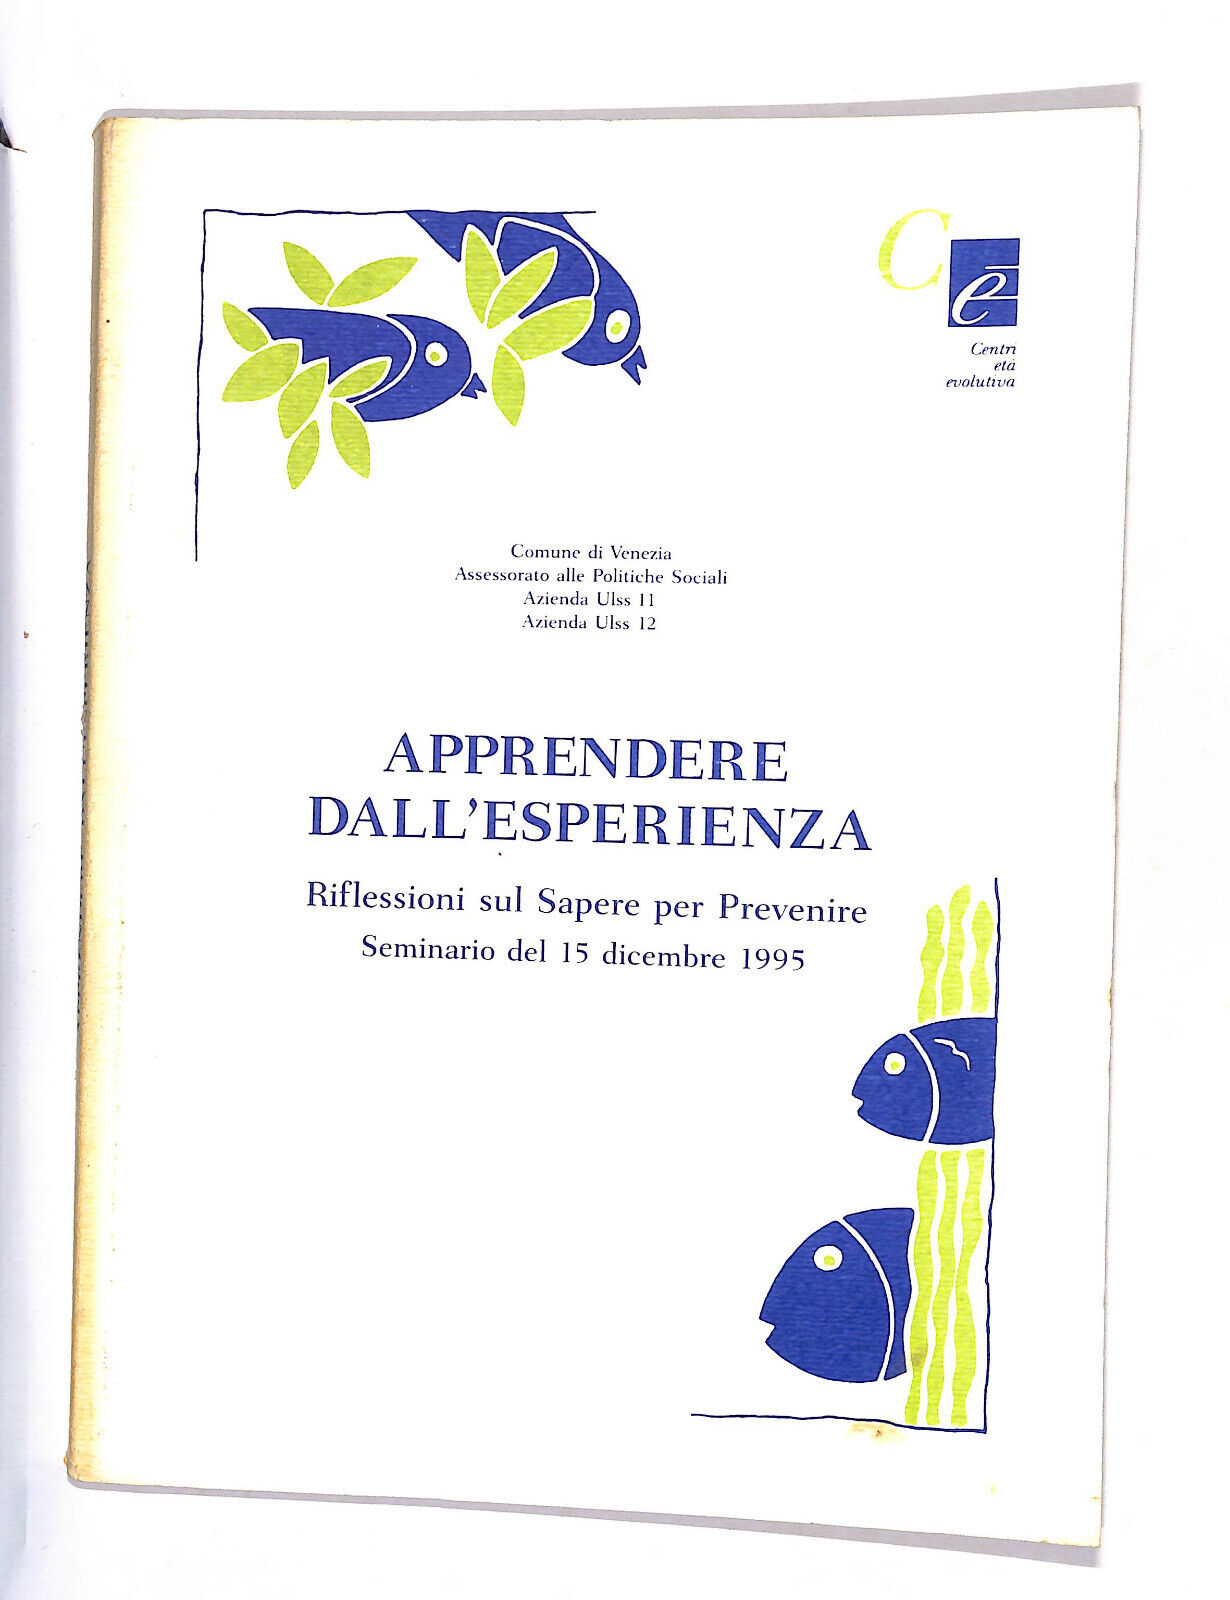 C
e
Centri
età
evolutiva
Comune di Venezia
Assessorato alle Politiche Sociali
Azienda Ulss 11
Azienda Ulss 12
APPRENDERE
DALL'ESPERIENZA
Riflessioni sul Sapere per Prevenire
Seminario del 15 dicembre 1995